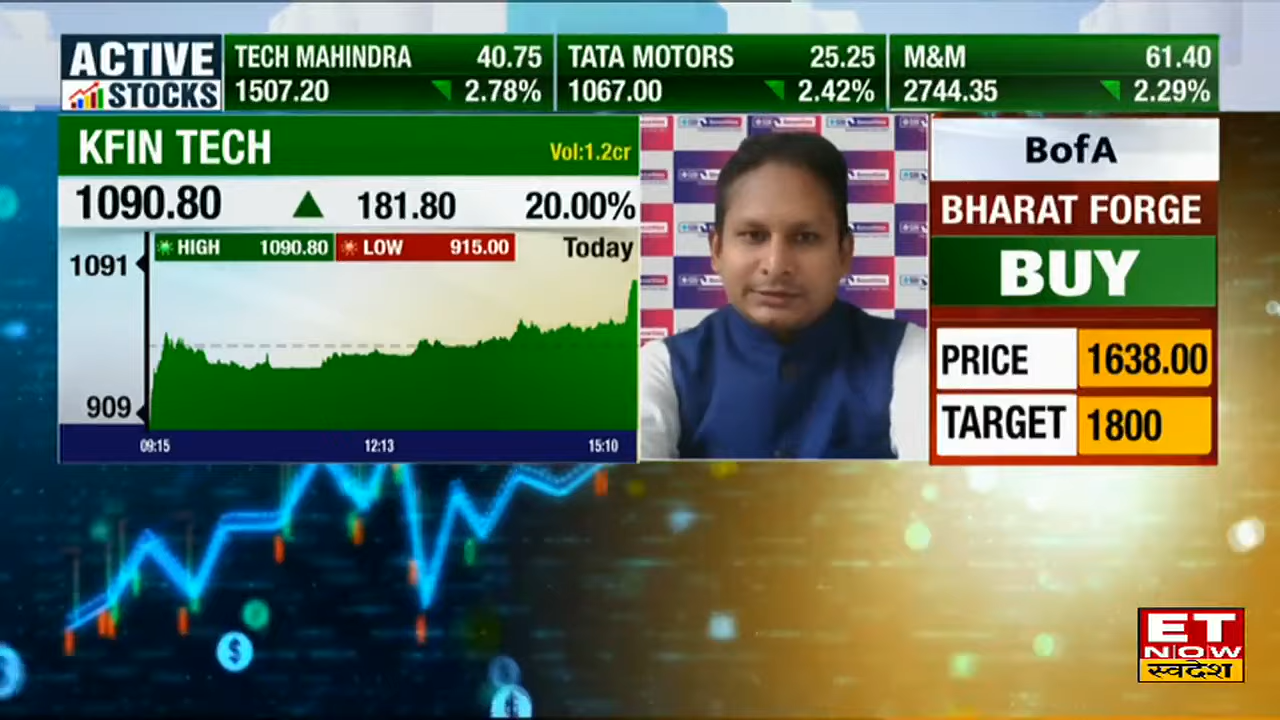 ACTIVE STOCKS
TECH MAHINDRA 40.75
1507.20 2.78%
TATA MOTORS 25.25
1067.00 2.42%
M&M 61.40
2744.35 2.29%
KFIN TECH Vol:1.2cr
1090.80 181.80 20.00%
HIGH 1090.80 LOW 915.00 Today
1091
909
09:15 12:13 15:10
BofA
BHARAT FORGE
BUY
PRICE 1638.00
TARGET 1800
ET
NOW
स्वदेश